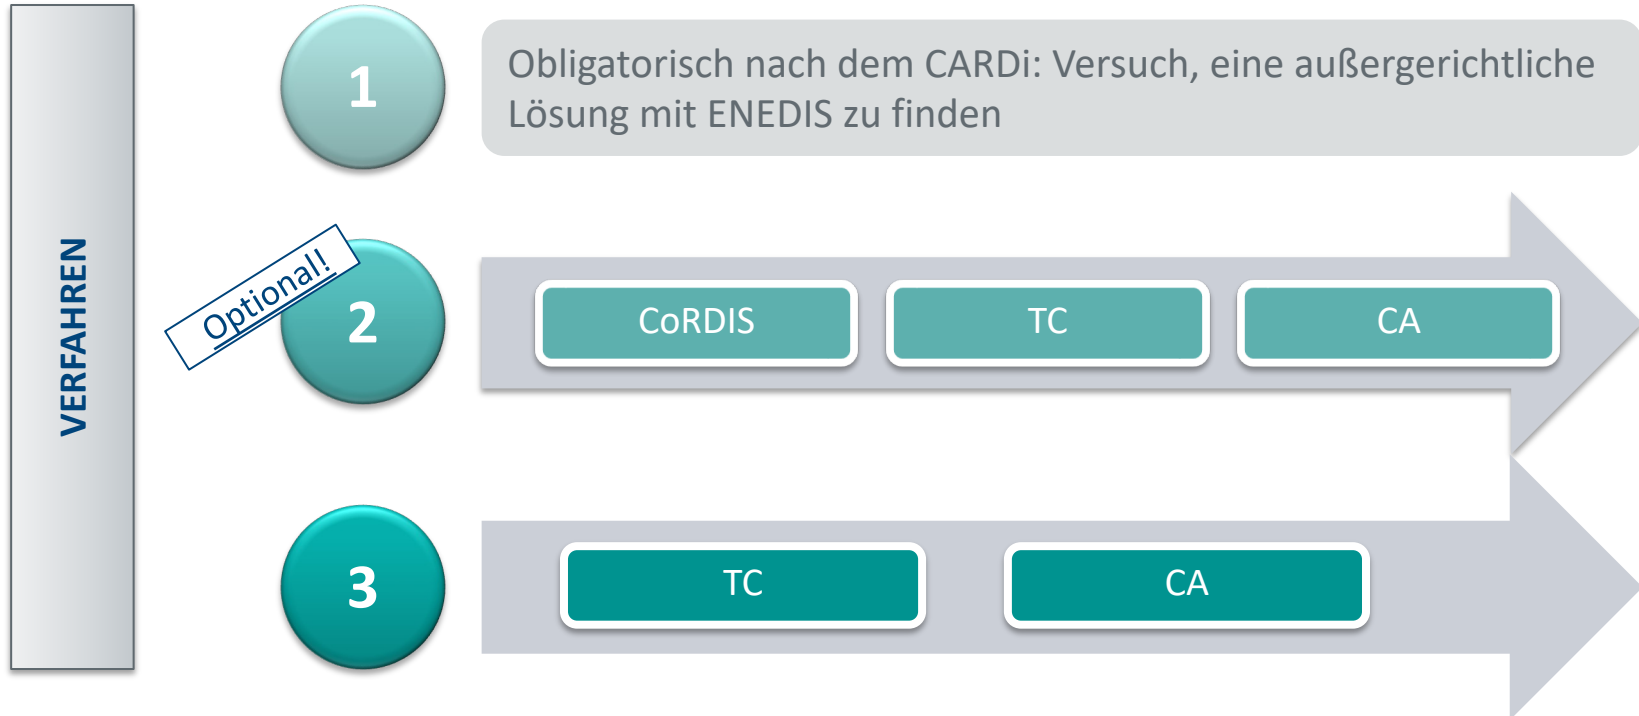 VERFAHREN
1
Obligatorisch nach dem CARDi: Versuch, eine außergerichtliche
Lösung mit ENEDIS zu finden
Optional!
2
CoRDIS
TC
CA
3
TC
CA